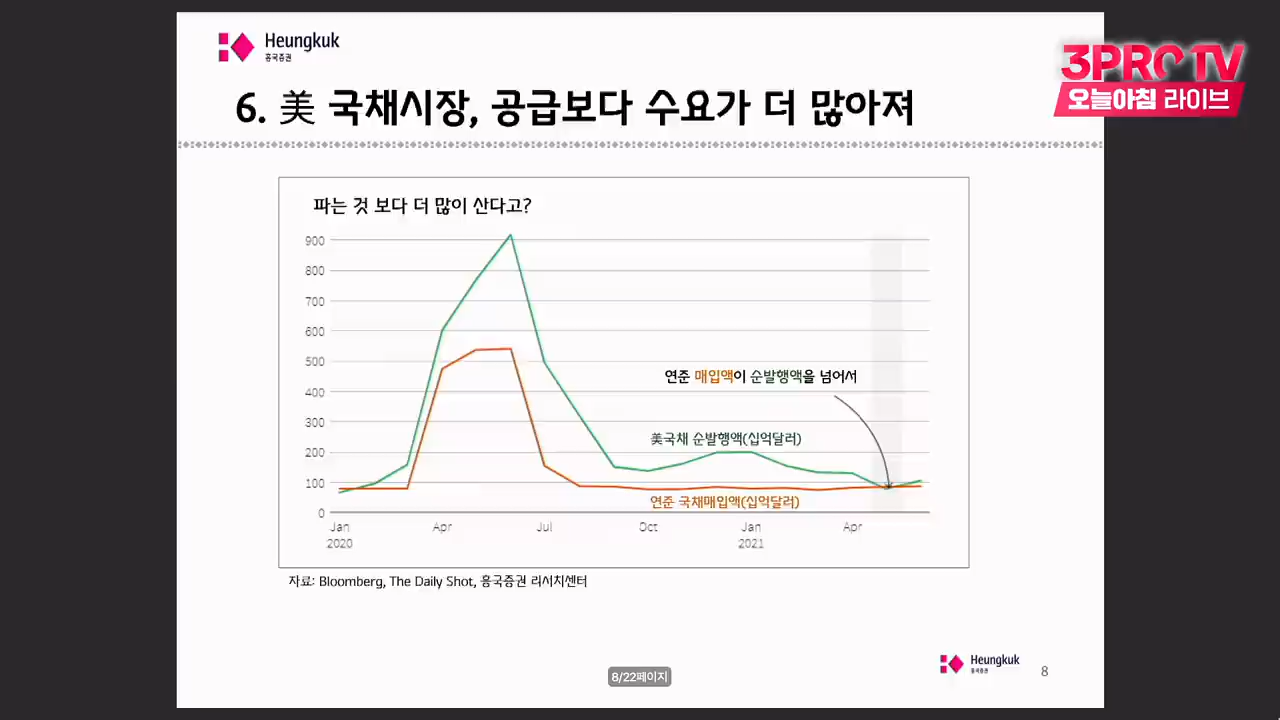 Heungkuk
흥국증권
3PROTV
오늘아침 라이브
6. 美 국채시장, 공급보다 수요가 더 많아져
파는 것 보다 더 많이 산다고?
900
800
700
600
500
400
300
200
100
0
연준 매입액이 순발행액을 넘어서
美국채 순발행액(십억달러)
연준 국채매입액(십억달러)
Jan Apr Jul Oct Jan Apr
2020 2021
자료: Bloomberg, The Daily Shot, 흥국증권 리서치센터
8/22페이지
Heungkuk
흥국증권
8